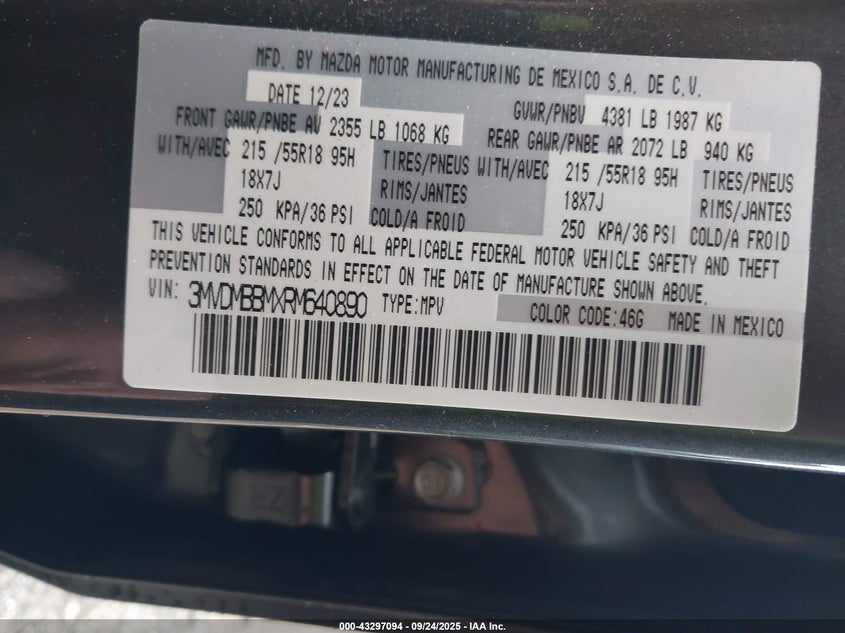 MFD. BY MAZDA MOTOR MANUFACTURING DE MEXICO S.A. DE C.V.
DATE 12/23 GVWR/PNBV 4381 LB 1987 KG
FRONT GAWR/PNBE AV 2355 LB 1068 KG REAR GAWR/PNBE AR 2072 LB 940 KG
WITH/AVEC 215 /55R18 95H TIRES/PNEUS WITH/AVEC 215 /55R18 95H TIRES/PNEUS
18X7J RIMS/JANTES 18X7J RIMS/JANTES
250 KPA/36 PSI COLD/A FROID 250 KPA/36 PSI COLD/A FROID
THIS VEHICLE CONFORMS TO ALL APPLICABLE FEDERAL MOTOR VEHICLE SAFETY AND THEFT
PREVENTION STANDARDS IN EFFECT ON THE DATE OF MANUFACTURE SHOWN ABOVE.
VIN: 3MVDMBBMXRM640890 TYPE:MPV COLOR CODE:46G MADE IN MEXICO
000-43297094 - 09/24/2025 - IAA Inc.